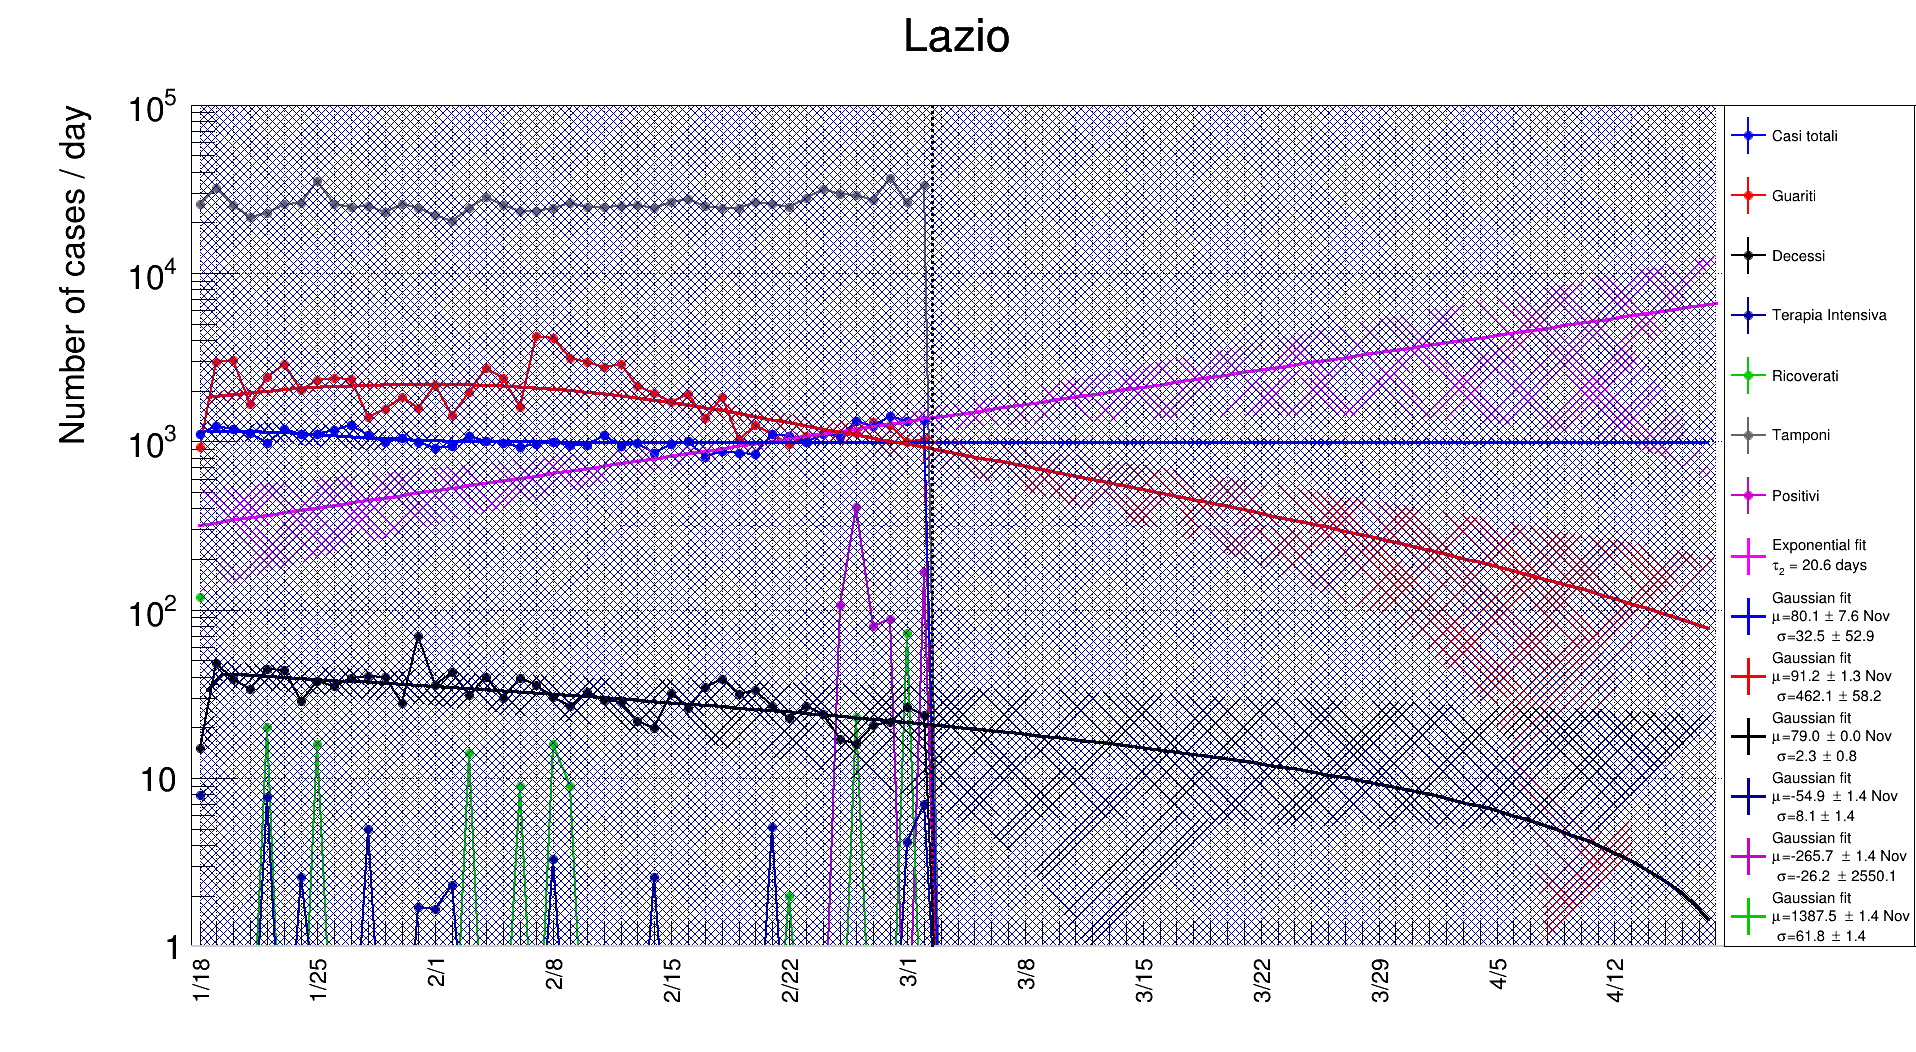 Lazio
Number of cases / day
10^5
10^4
10^3
10^2
10
1
1/18
1/25
2/1
2/8
2/15
2/22
3/1
3/8
3/15
3/22
3/29
4/5
4/12
Casi totali
Guariti
Decessi
Terapia Intensiva
Ricoverati
Tamponi
Positivi
Exponential fit
τ₂ = 20.6 days
Gaussian fit
μ=80.1 ± 7.6 Nov
σ=32.5 ± 52.9
Gaussian fit
μ=91.2 ± 1.3 Nov
σ=462.1 ± 58.2
Gaussian fit
μ=79.0 ± 0.0 Nov
σ=2.3 ± 0.8
Gaussian fit
μ=-54.9 ± 1.4 Nov
σ=8.1 ± 1.4
Gaussian fit
μ=-265.7 ± 1.4 Nov
σ=-26.2 ± 2550.1
Gaussian fit
μ=1387.5 ± 1.4 Nov
σ=61.8 ± 1.4